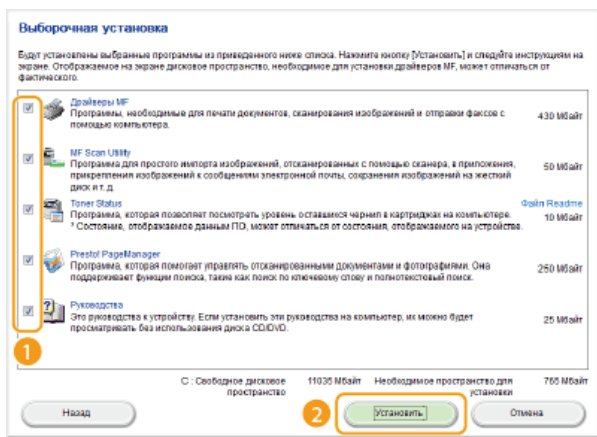 Выборочная установка
Будут установлены выбранные программы из приведенного ниже списка. Нажмите кнопку [Установить] и следуйте инструкциям на
экране. Отображаемое на экране дисковое пространство, необходимое для установки драйверов MF, может отличаться от
фактического.
Драйверы MF
Программы, необходимые для печати документов, сканирования изображений и отправки факсов с
помощью компьютера.
430 Мбайт
MF Scan Utility
Программа для простого импорта изображений, отсканированных с помощью сканера, в приложения,
прикрепления изображений к сообщениям электронной почты, сохранения изображений на жесткий
диск и т. д.
50 Мбайт
Toner Status
Файл Readme
Программа, которая позволяет посмотреть уровень оставшихся чернил в картриджах на компьютере.
* Состояние, отображаемое данным ПО, может отличаться от состояния, отображаемого на устройстве.
10 Мбайт
Presto! PageManager
Программа, которая помогает управлять отсканированными документами и фотографиями. Она
поддерживает функции поиска, такие как поиск по ключевому слову и полнотекстовый поиск.
250 Мбайт
Руководства
Это руководства к устройству. Если установить эти руководства на компьютер, их можно будет
просматривать без использования диска CD/DVD.
25 Мбайт
1
C : Свободное дисковое
пространство
11035 Мбайт
Необходимое пространство для
установки
765 Мбайт
Назад
2
Установить
Отмена